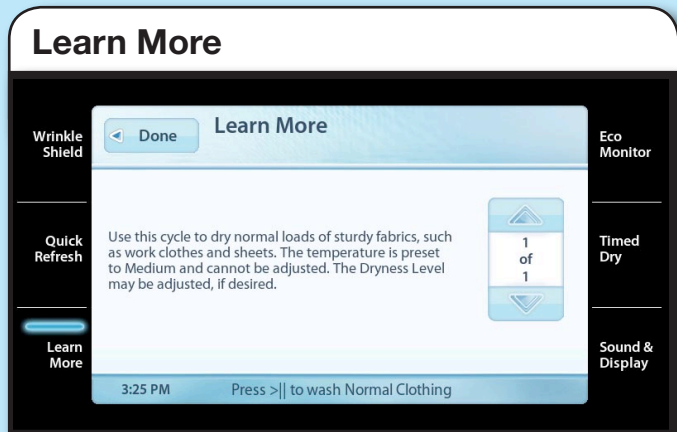 Learn More
Wrinkle
Shield
Quick
Refresh
Learn
More
Done
Learn More
Use this cycle to dry normal loads of sturdy fabrics, such
as work clothes and sheets. The temperature is preset
to Medium and cannot be adjusted. The Dryness Level
may be adjusted, if desired.
1
of
1
3:25 PM
Press >|| to wash Normal Clothing
Eco
Monitor
Timed
Dry
Sound &
Display